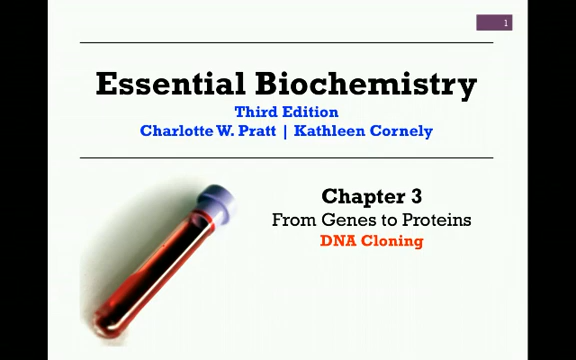 1
Essential Biochemistry
Third Edition
Charlotte W. Pratt | Kathleen Cornely
Chapter 3
From Genes to Proteins
DNA Cloning